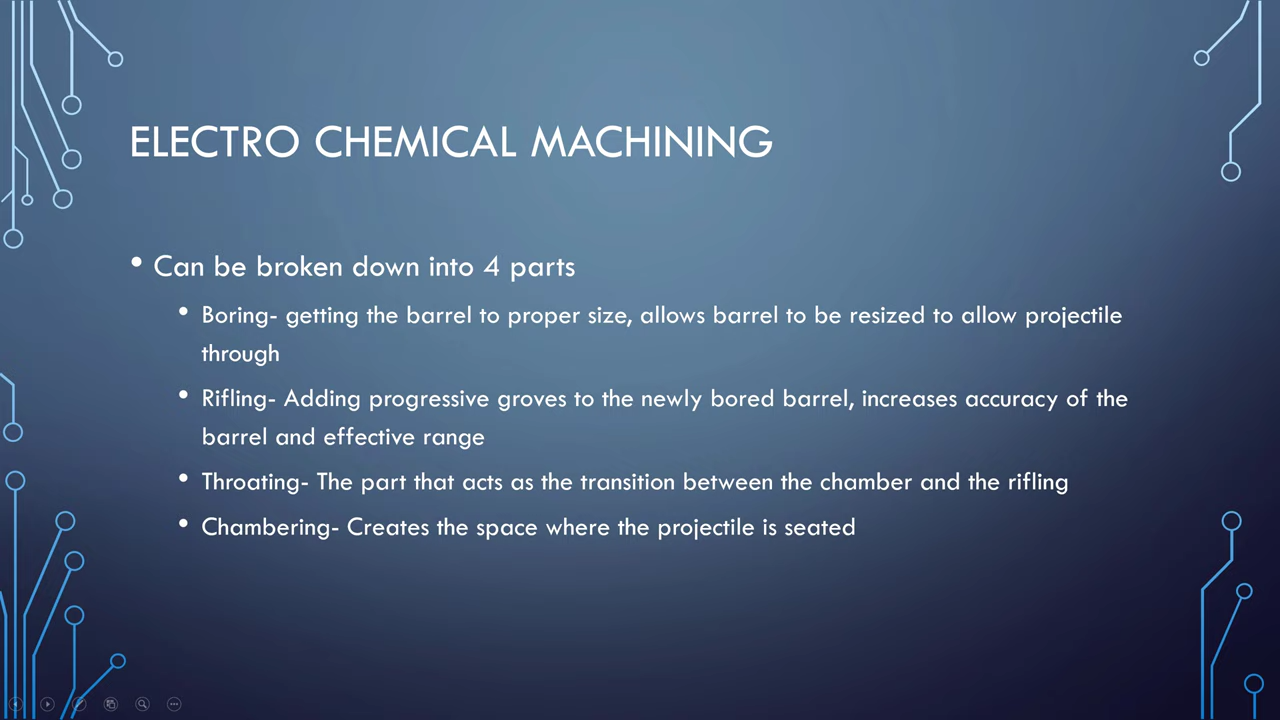 ELECTRO CHEMICAL MACHINING
• Can be broken down into 4 parts
• Boring- getting the barrel to proper size, allows barrel to be resized to allow projectile
through
• Rifling- Adding progressive groves to the newly bored barrel, increases accuracy of the
barrel and effective range
• Throating- The part that acts as the transition between the chamber and the rifling
• Chambering- Creates the space where the projectile is seated